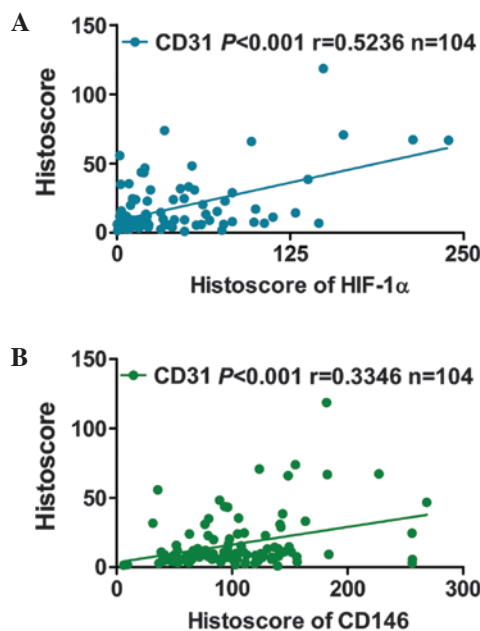 A
CD31 P<0.001 r=0.5236 n=104
150
100
50
0
Histoscore
0 125 250
Histoscore of HIF-1α
B
CD31 P<0.001 r=0.3346 n=104
150
100
50
0
Histoscore
0 100 200 300
Histoscore of CD146